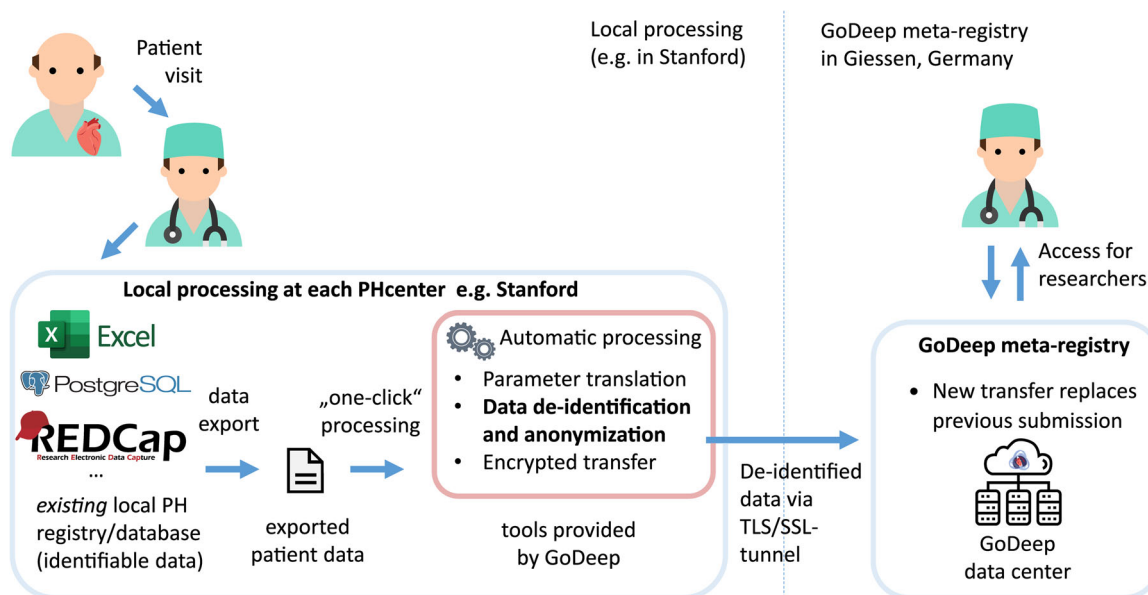 Patient
visit
Local processing
(e.g. in Stanford)
GoDeep meta-registry
in Giessen, Germany
Access for
researchers
Local processing at each PHcenter e.g. Stanford
X
Excel
PostgreSQL
REDCap
Research Electronic Data Capture
...
existing local PH
registry/database
(identifiable data)
data
export
exported
patient data
„one-click“
processing
Automatic processing
• Parameter translation
• Data de-identification
and anonymization
• Encrypted transfer
tools provided
by GoDeep
De-identified
data via
TLS/SSL-
tunnel
GoDeep meta-registry
• New transfer replaces
previous submission
GoDeep
data center